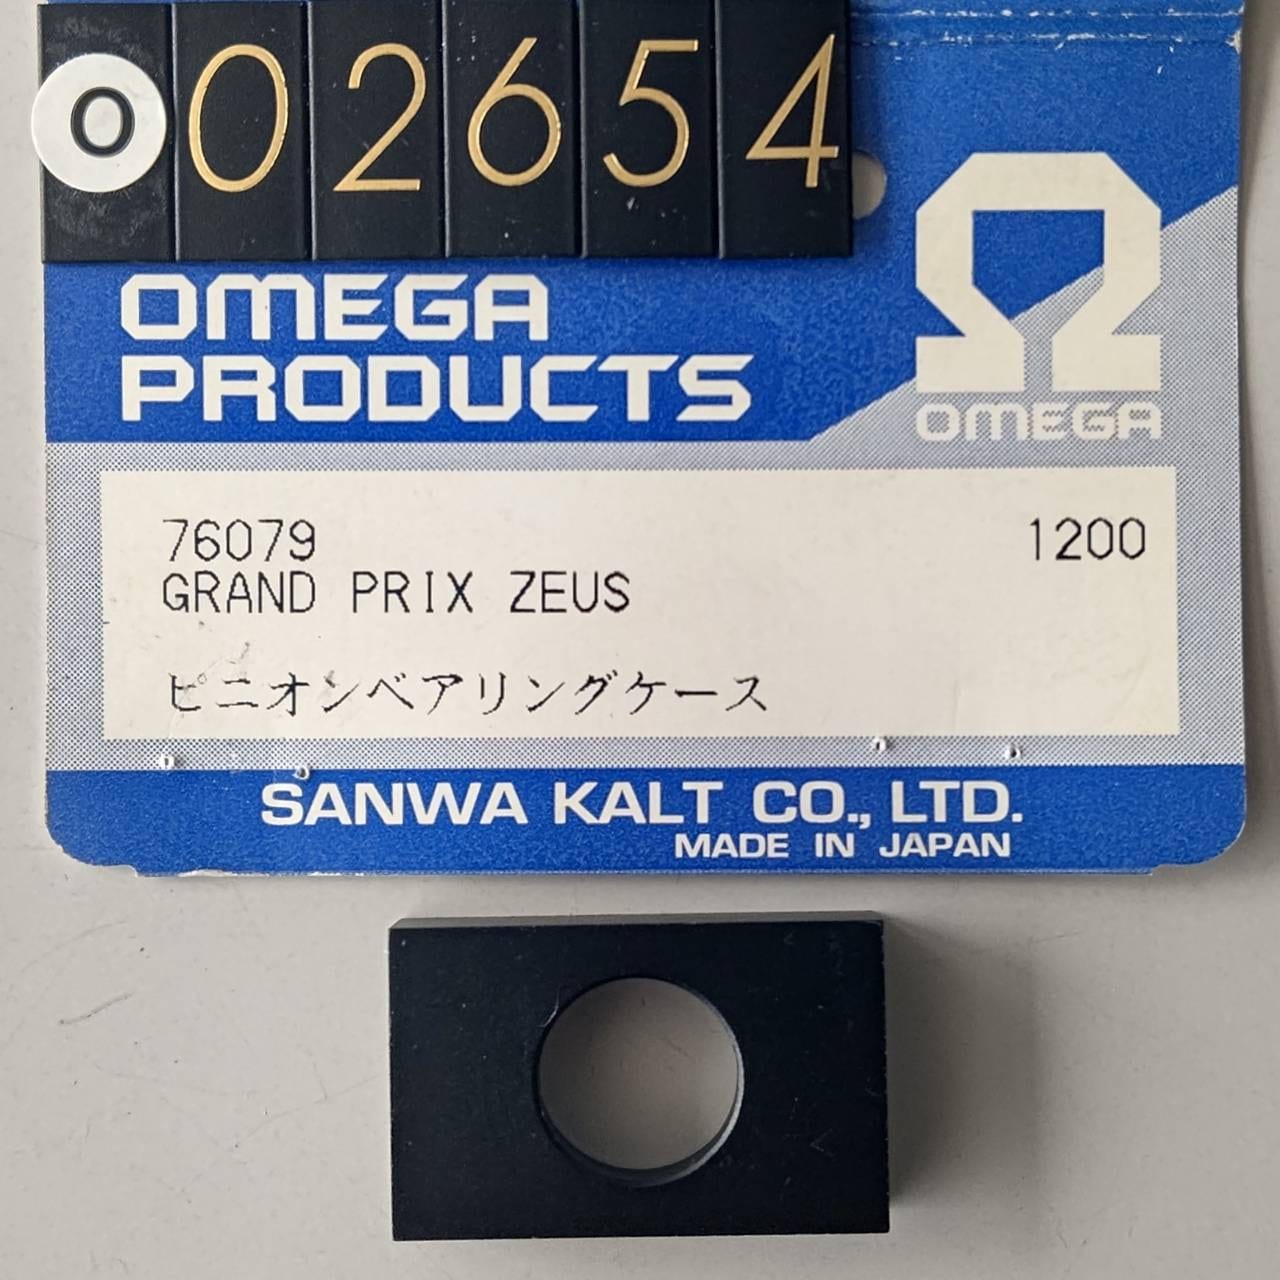 O 02654
OMEGA
PRODUCTS
OMEGA
76079 1200
GRAND PRIX ZEUS
ピニオンベアリングケース
SANWA KALT CO., LTD.
MADE IN JAPAN